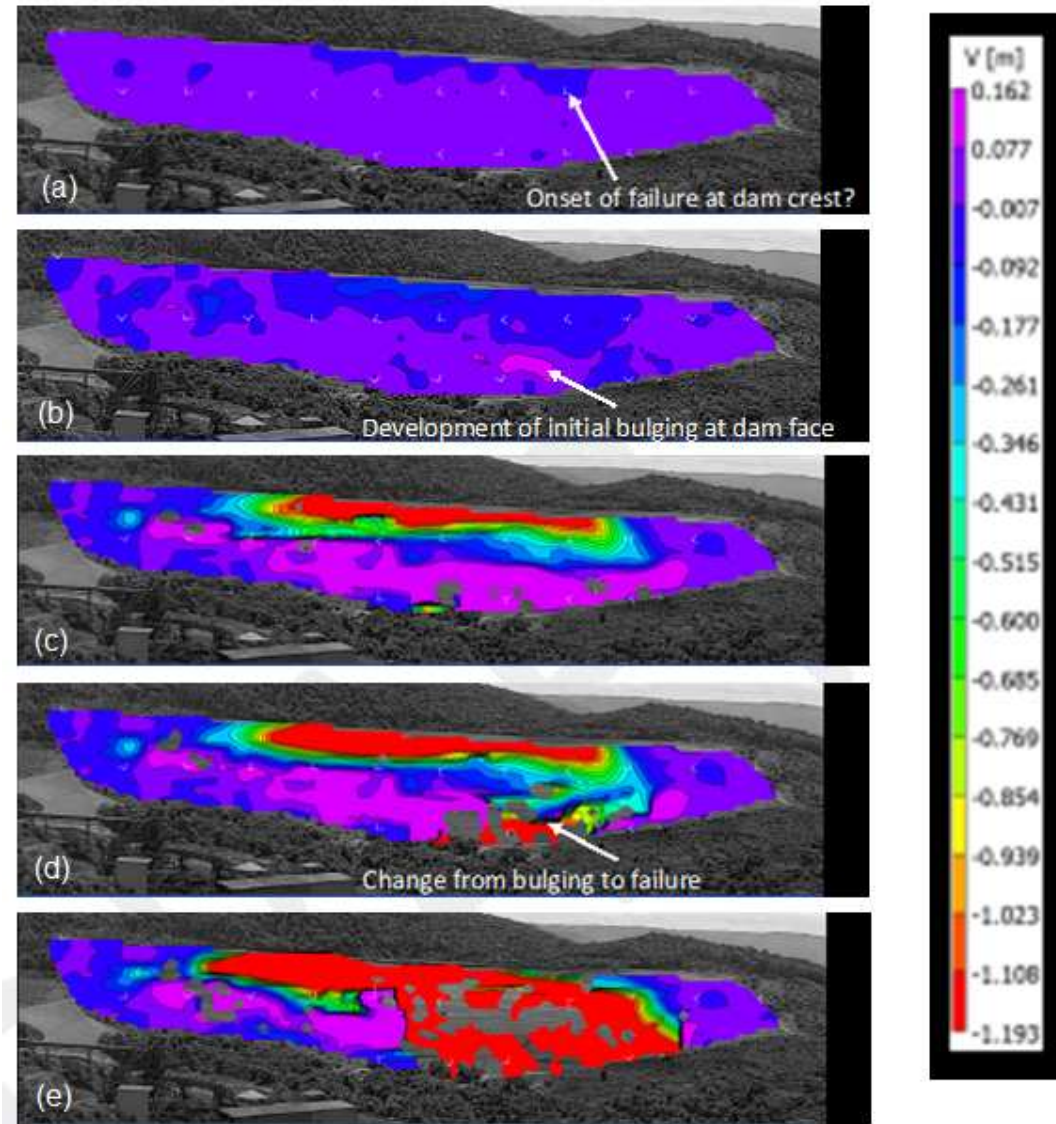 (a)
Onset of failure at dam crest?
(b)
Development of initial bulging at dam face
(c)
(d)
Change from bulging to failure
(e)
V [m]
0.162
0.077
-0.007
-0.092
-0.177
-0.261
-0.346
-0.431
-0.515
-0.600
-0.685
-0.769
-0.854
-0.939
-1.023
-1.108
-1.193